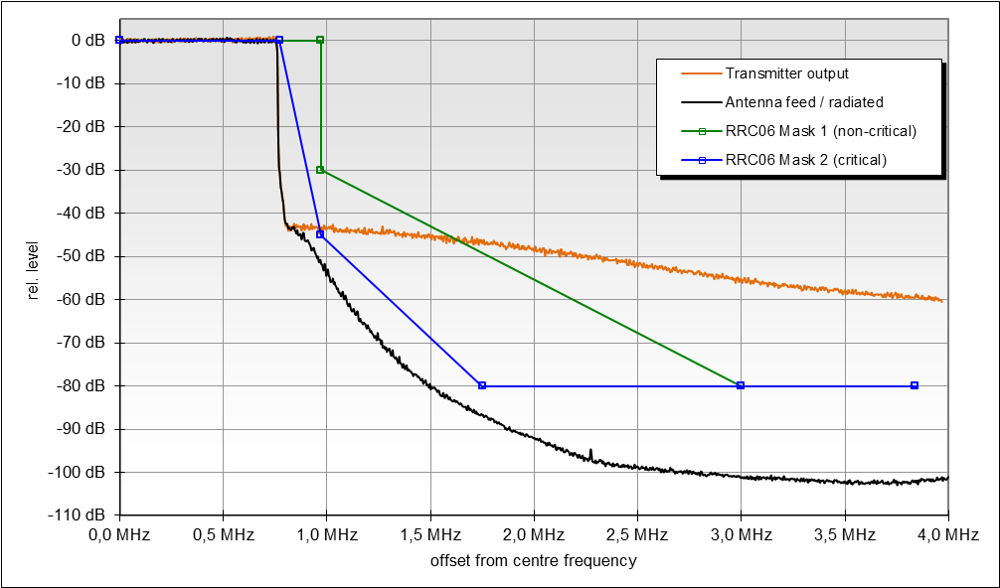 0 dB
-10 dB
-20 dB
-30 dB
-40 dB
-50 dB
-60 dB
-70 dB
-80 dB
-90 dB
-100 dB
-110 dB
rel. level
Transmitter output
Antenna feed / radiated
RRC06 Mask 1 (non-critical)
RRC06 Mask 2 (critical)
0,0 MHz 0,5 MHz 1,0 MHz 1,5 MHz 2,0 MHz 2,5 MHz 3,0 MHz 3,5 MHz 4,0 MHz
offset from centre frequency